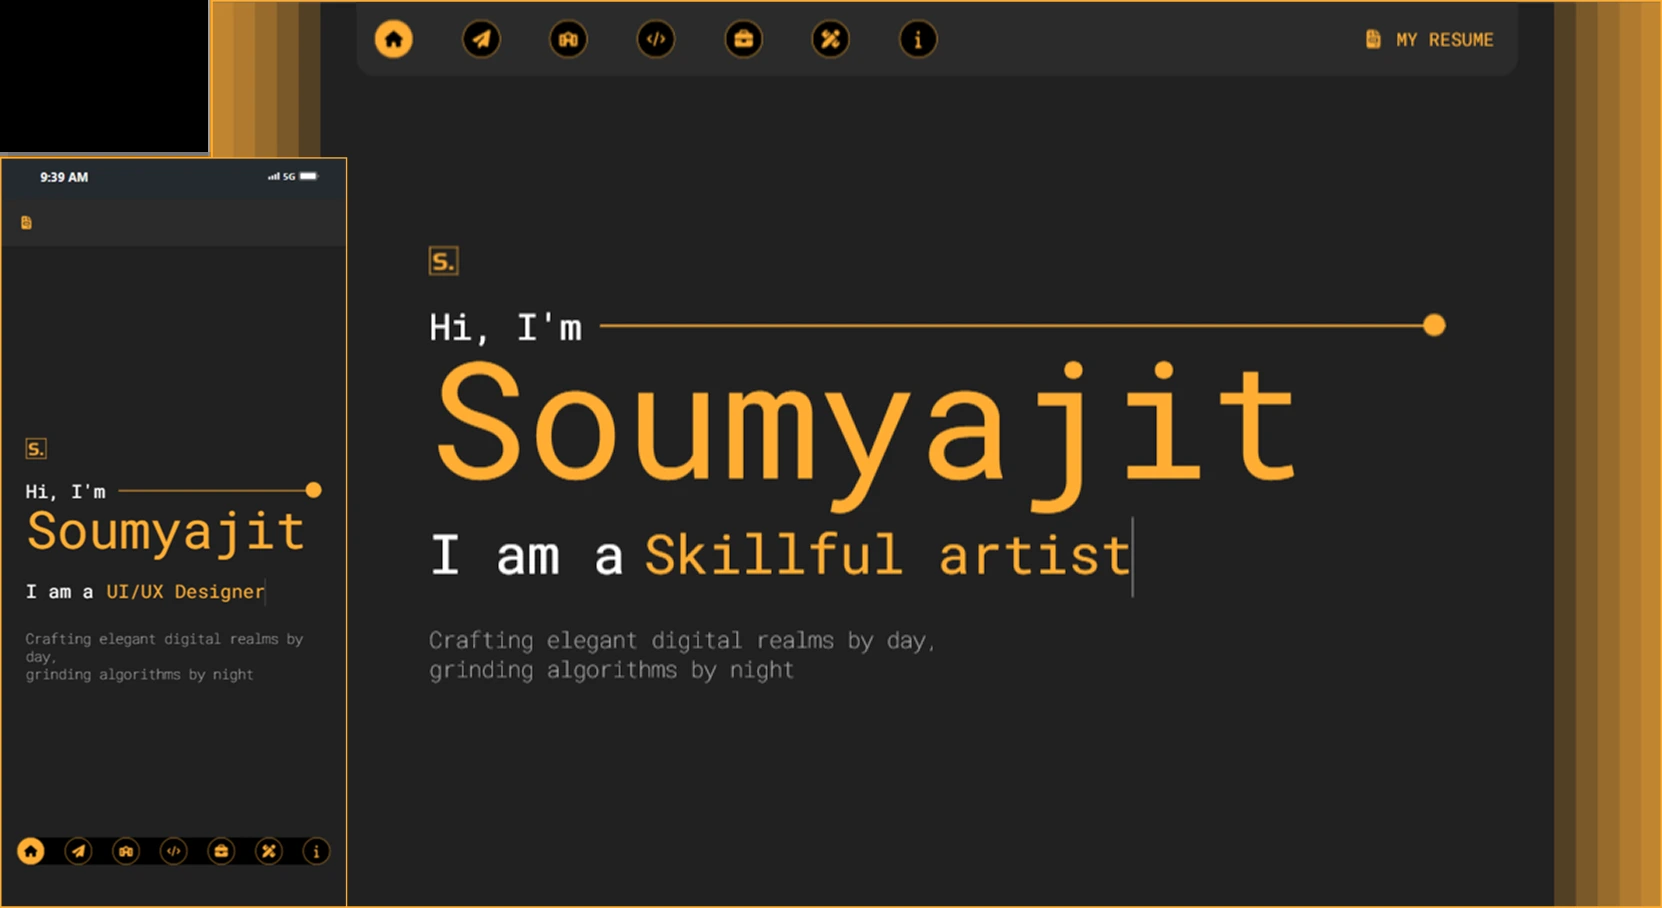 MY RESUME
S.
Hi, I'm
Soumyajit
I am a Skillful artist
Crafting elegant digital realms by day,
grinding algorithms by night
9:39 AM
5G
S.
Hi, I'm
Soumyajit
I am a UI/UX Designer
Crafting elegant digital realms by
day,
grinding algorithms by night